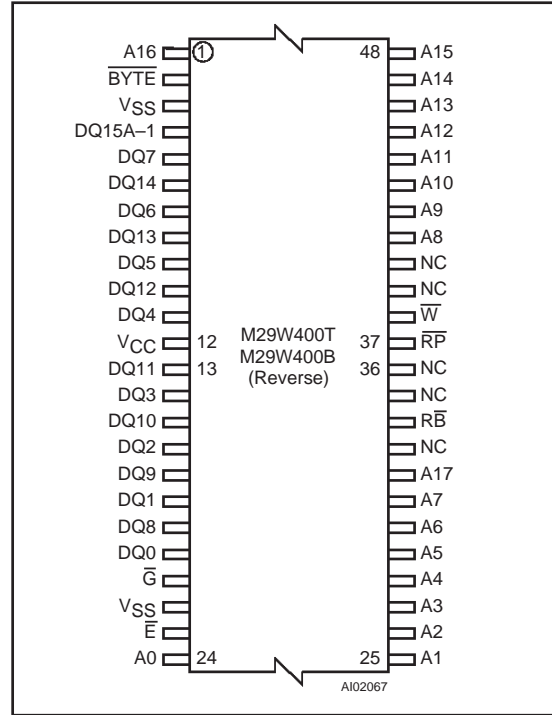 A16 1 48 A15
B̅Y̅T̅E̅ A14
VSS A13
DQ15A–1 A12
DQ7 A11
DQ14 A10
DQ6 A9
DQ13 A8
DQ5 NC
DQ12 NC
DQ4 W̅
VCC 12 M29W400T 37 R̅P̅
DQ11 13 M29W400B 36 NC
(Reverse)
DQ3 NC
DQ10 RB̅
DQ2 NC
DQ9 A17
DQ1 A7
DQ8 A6
DQ0 A5
G̅ A4
VSS A3
E̅ A2
A0 24 25 A1
AI02067